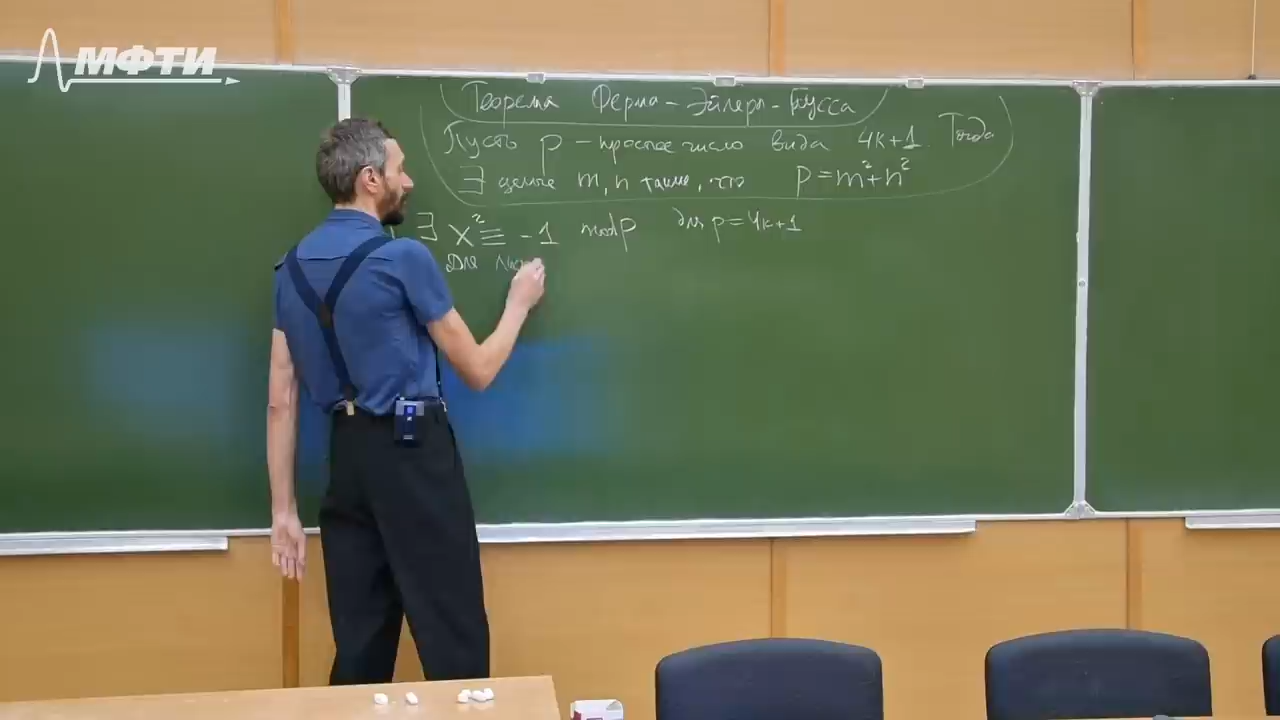 МФТИ
Теорема Ферма-Эйлера-Гусса
Пусть p - простое число вида 4k+1. Тогда
∃ целые m, n такие, что p=m²+n²
∃ x² ≡ -1 mod p для p=4k+1
Для